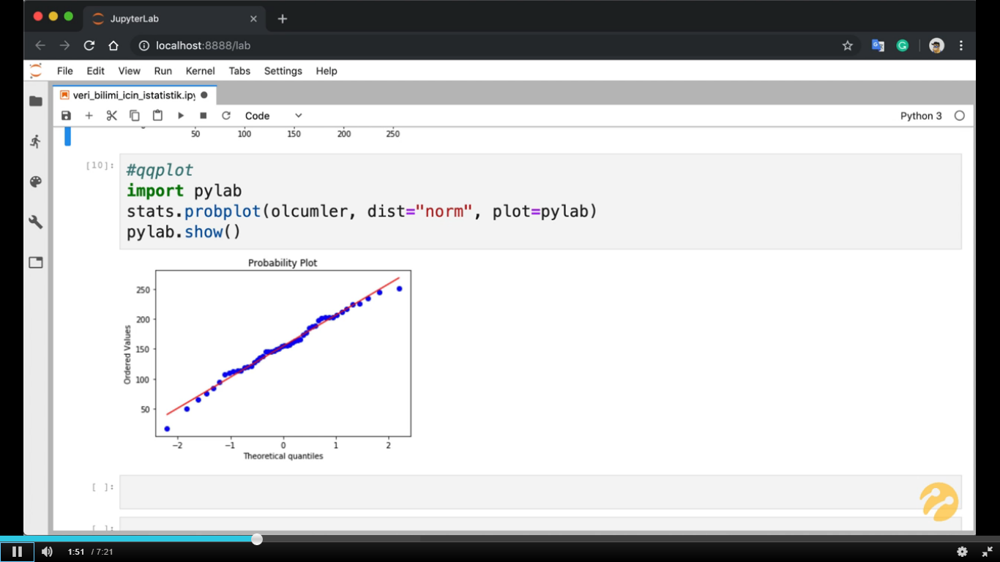 JupyterLab
localhost:8888/lab
File Edit View Run Kernel Tabs Settings Help
veri_bilimi_icin_istatistik.ipy
Code Python 3
50 100 150 200 250
[10]:
#qqplot
import pylab
stats.probplot(olcumler, dist="norm", plot=pylab)
pylab.show()
Probability Plot
250
200
150
100
50
Ordered Values
−2 −1 0 1 2
Theoretical quantiles
[ ]:
[ ]:
1:51 / 7:21